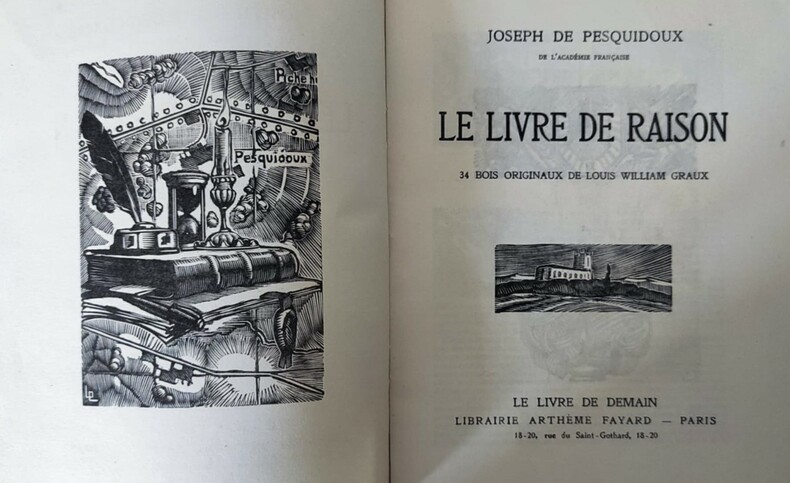 Pesquidoux
JOSEPH DE PESQUIDOUX
DE L'ACADÉMIE FRANÇAISE
LE LIVRE DE RAISON
34 BOIS ORIGINAUX DE LOUIS WILLIAM GRAUX
LE LIVRE DE DEMAIN
LIBRAIRIE ARTHÈME FAYARD — PARIS
18-20, rue du Saint-Gothard, 18-20